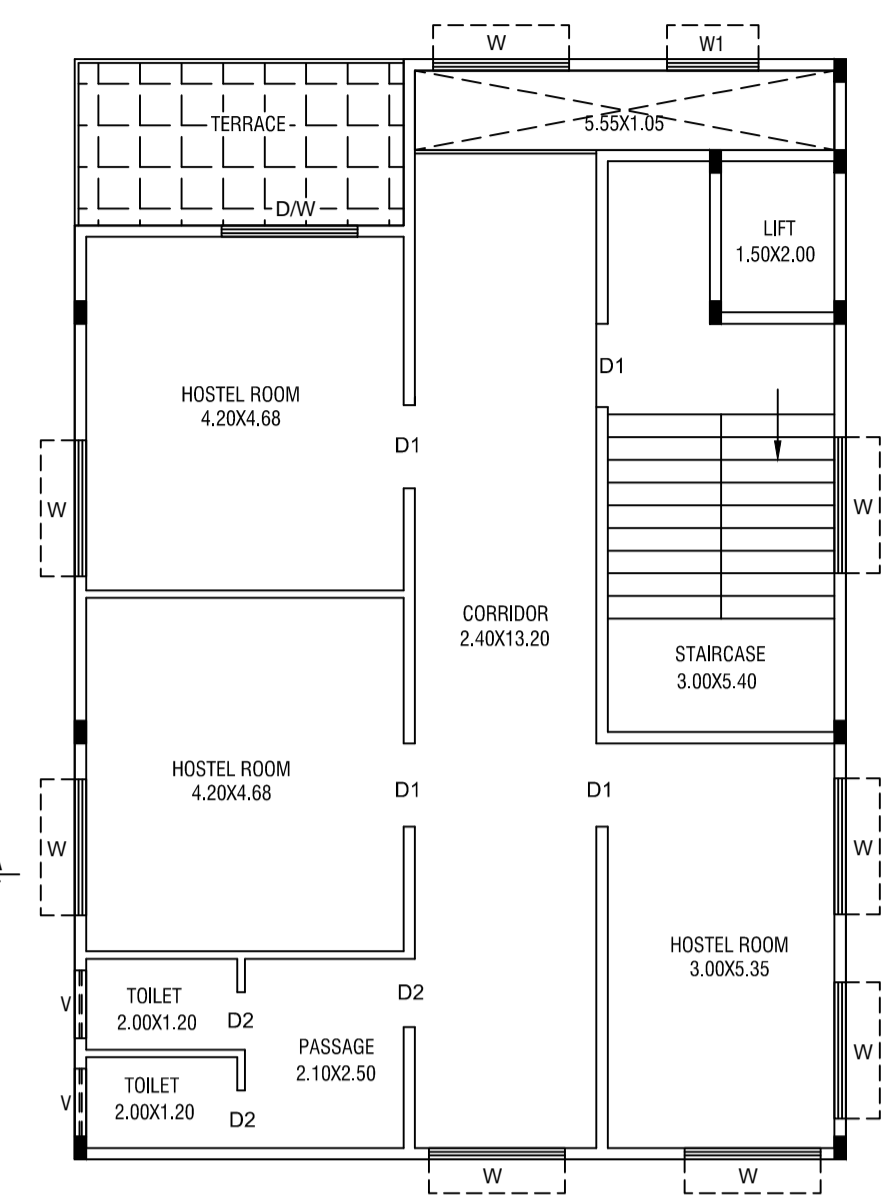 W
W1
TERRACE
5.55X1.05
D/W
LIFT
1.50X2.00
D1
HOSTEL ROOM
4.20X4.68
D1
W
W
CORRIDOR
2.40X13.20
STAIRCASE
3.00X5.40
HOSTEL ROOM
4.20X4.68
D1
D1
W
W
HOSTEL ROOM
3.00X5.35
TOILET
2.00X1.20
V
D2
D2
PASSAGE
2.10X2.50
W
TOILET
2.00X1.20
V
D2
W
W